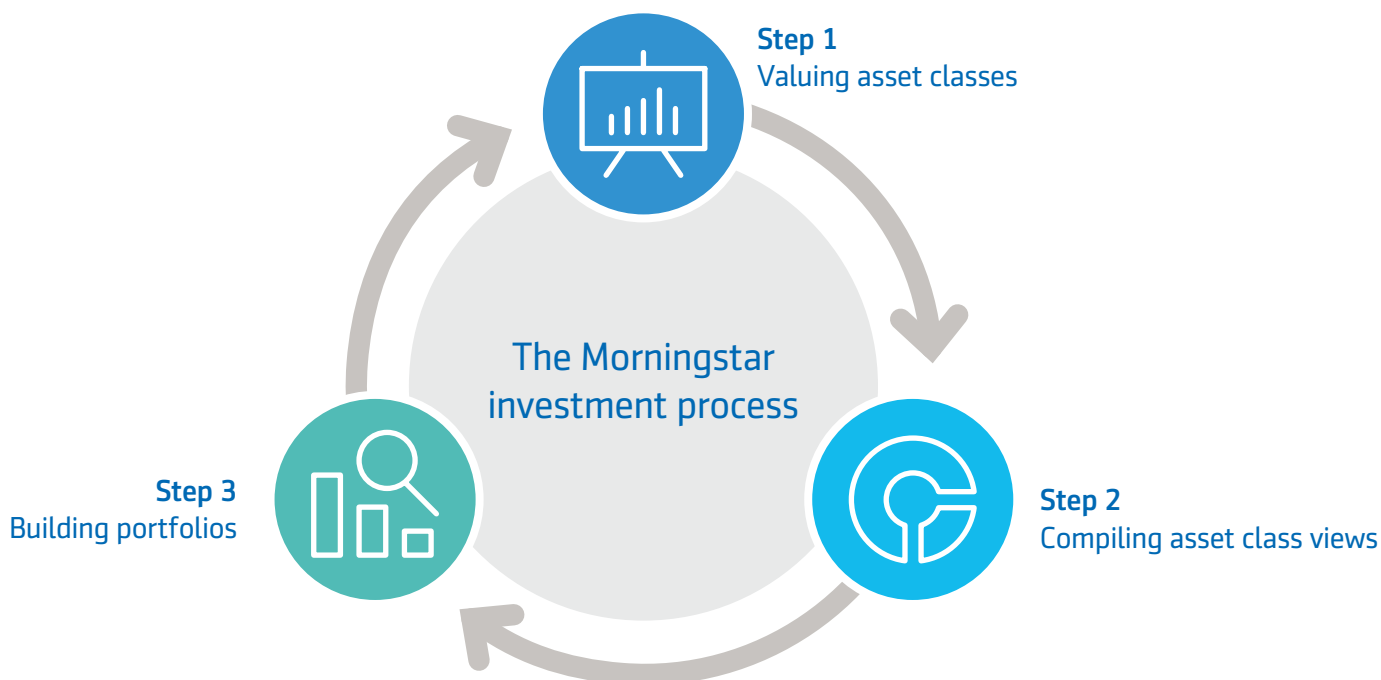 Step 1
Valuing asset classes
The Morningstar
investment process
Step 3
Building portfolios
Step 2
Compiling asset class views